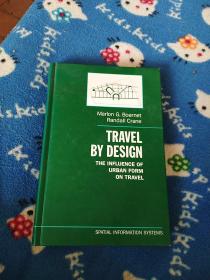 Marlon G. Boarnet
Randall Crane
TRAVEL
BY DESIGN
THE INFLUENCE OF
URBAN FORM
ON TRAVEL
SPATIAL INFORMATION SYSTEMS